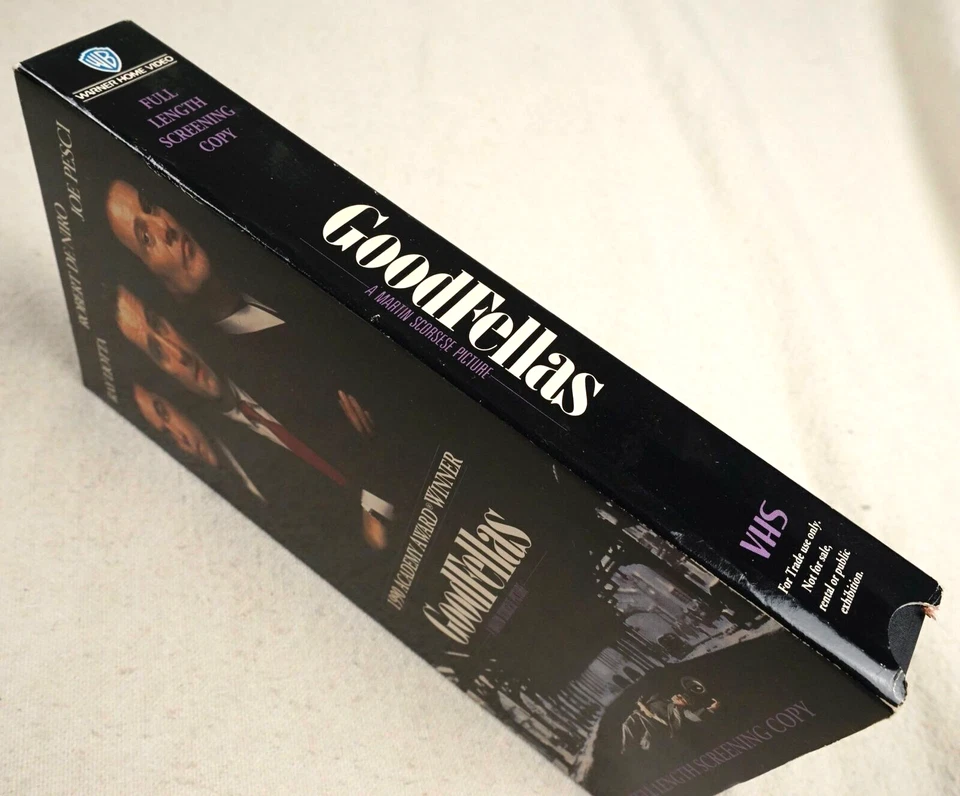 WB
WARNER HOME VIDEO
FULL
LENGTH
SCREENING
COPY
GoodFellas
A MARTIN SCORSESE PICTURE
VHS
For Trade use only.
Not for sale,
rental or public
exhibition.
RAY LIOTTA ROBERT DE NIRO JOE PESCI
1990 ACADEMY AWARD® WINNER
GoodFellas
LENGTH SCREENING COPY